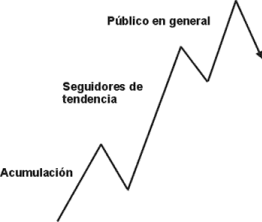 Público en general
Seguidores de
tendencia
Acumulación